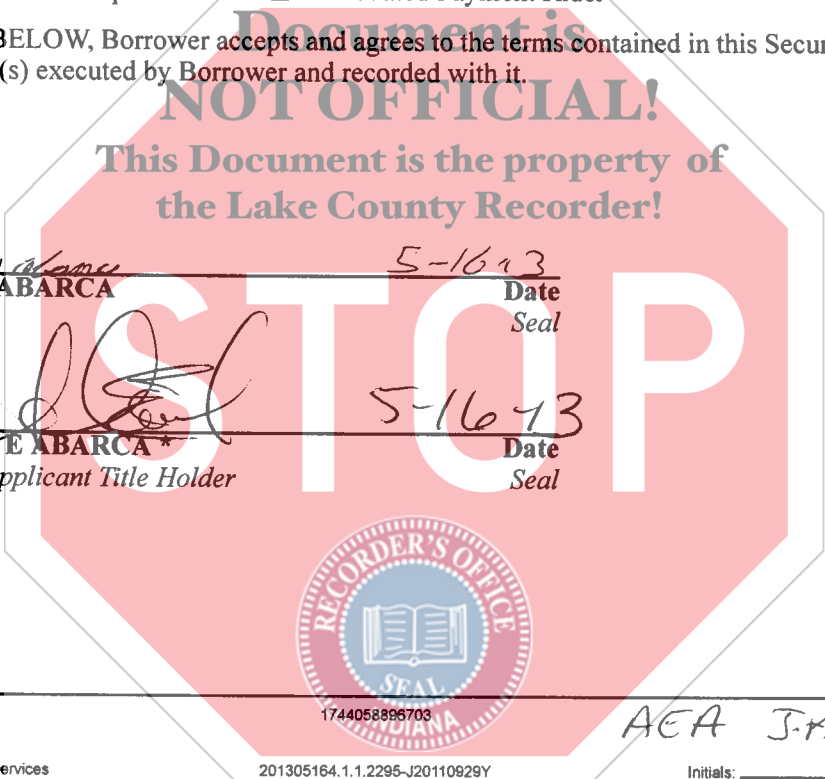 Document is
BELOW, Borrower accepts and agrees to the terms contained in this Secur
(s) executed by Borrower and recorded with it.
NOT OFFICIAL!
This Document is the property of
the Lake County Recorder!
5-16-13
ABARCA Date
Seal
STOP
5-16-13
E ABARCA * Date
pplicant Title Holder Seal
RECORDER'S OFFICE
SEAL
INDIANA
1744058896703
AEA J.A
ervices 201305164.1.1.2295-J20110929Y Initials: